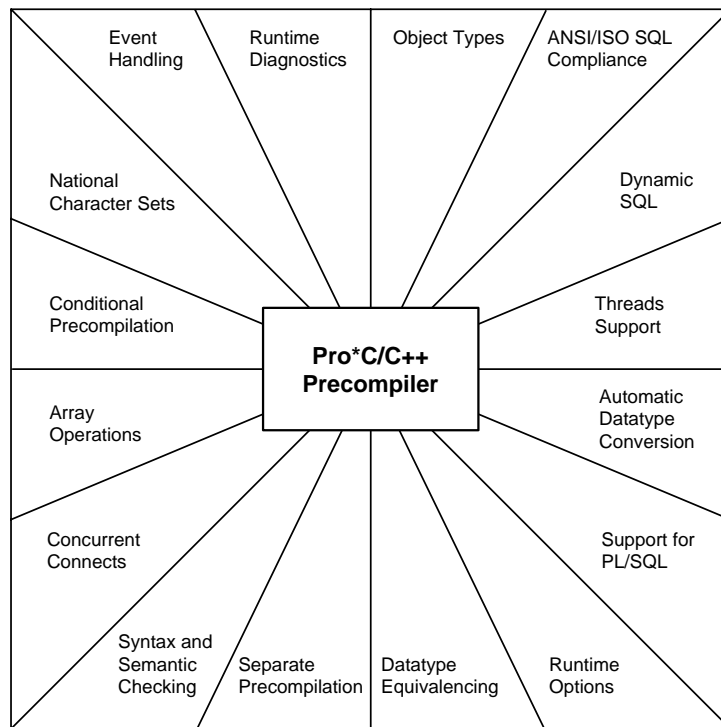 Event
Handling
Runtime
Diagnostics
Object Types
ANSI/ISO SQL
Compliance
National
Character Sets
Dynamic
SQL
Conditional
Precompilation
Threads
Support
Pro*C/C++
Precompiler
Array
Operations
Automatic
Datatype
Conversion
Concurrent
Connects
Support for
PL/SQL
Syntax and
Semantic
Checking
Separate
Precompilation
Datatype
Equivalencing
Runtime
Options